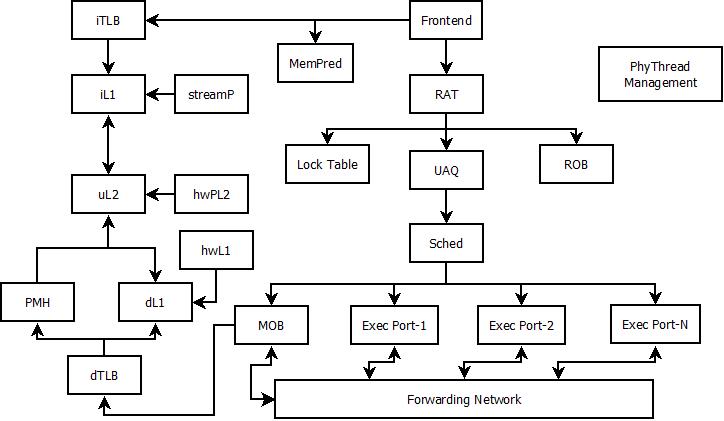 iTLB
Frontend
MemPred
PhyThread
Management
iL1
streamP
RAT
Lock Table
UAQ
ROB
uL2
hwPL2
hwL1
Sched
PMH
dL1
MOB
Exec Port-1
Exec Port-2
Exec Port-N
dTLB
Forwarding Network